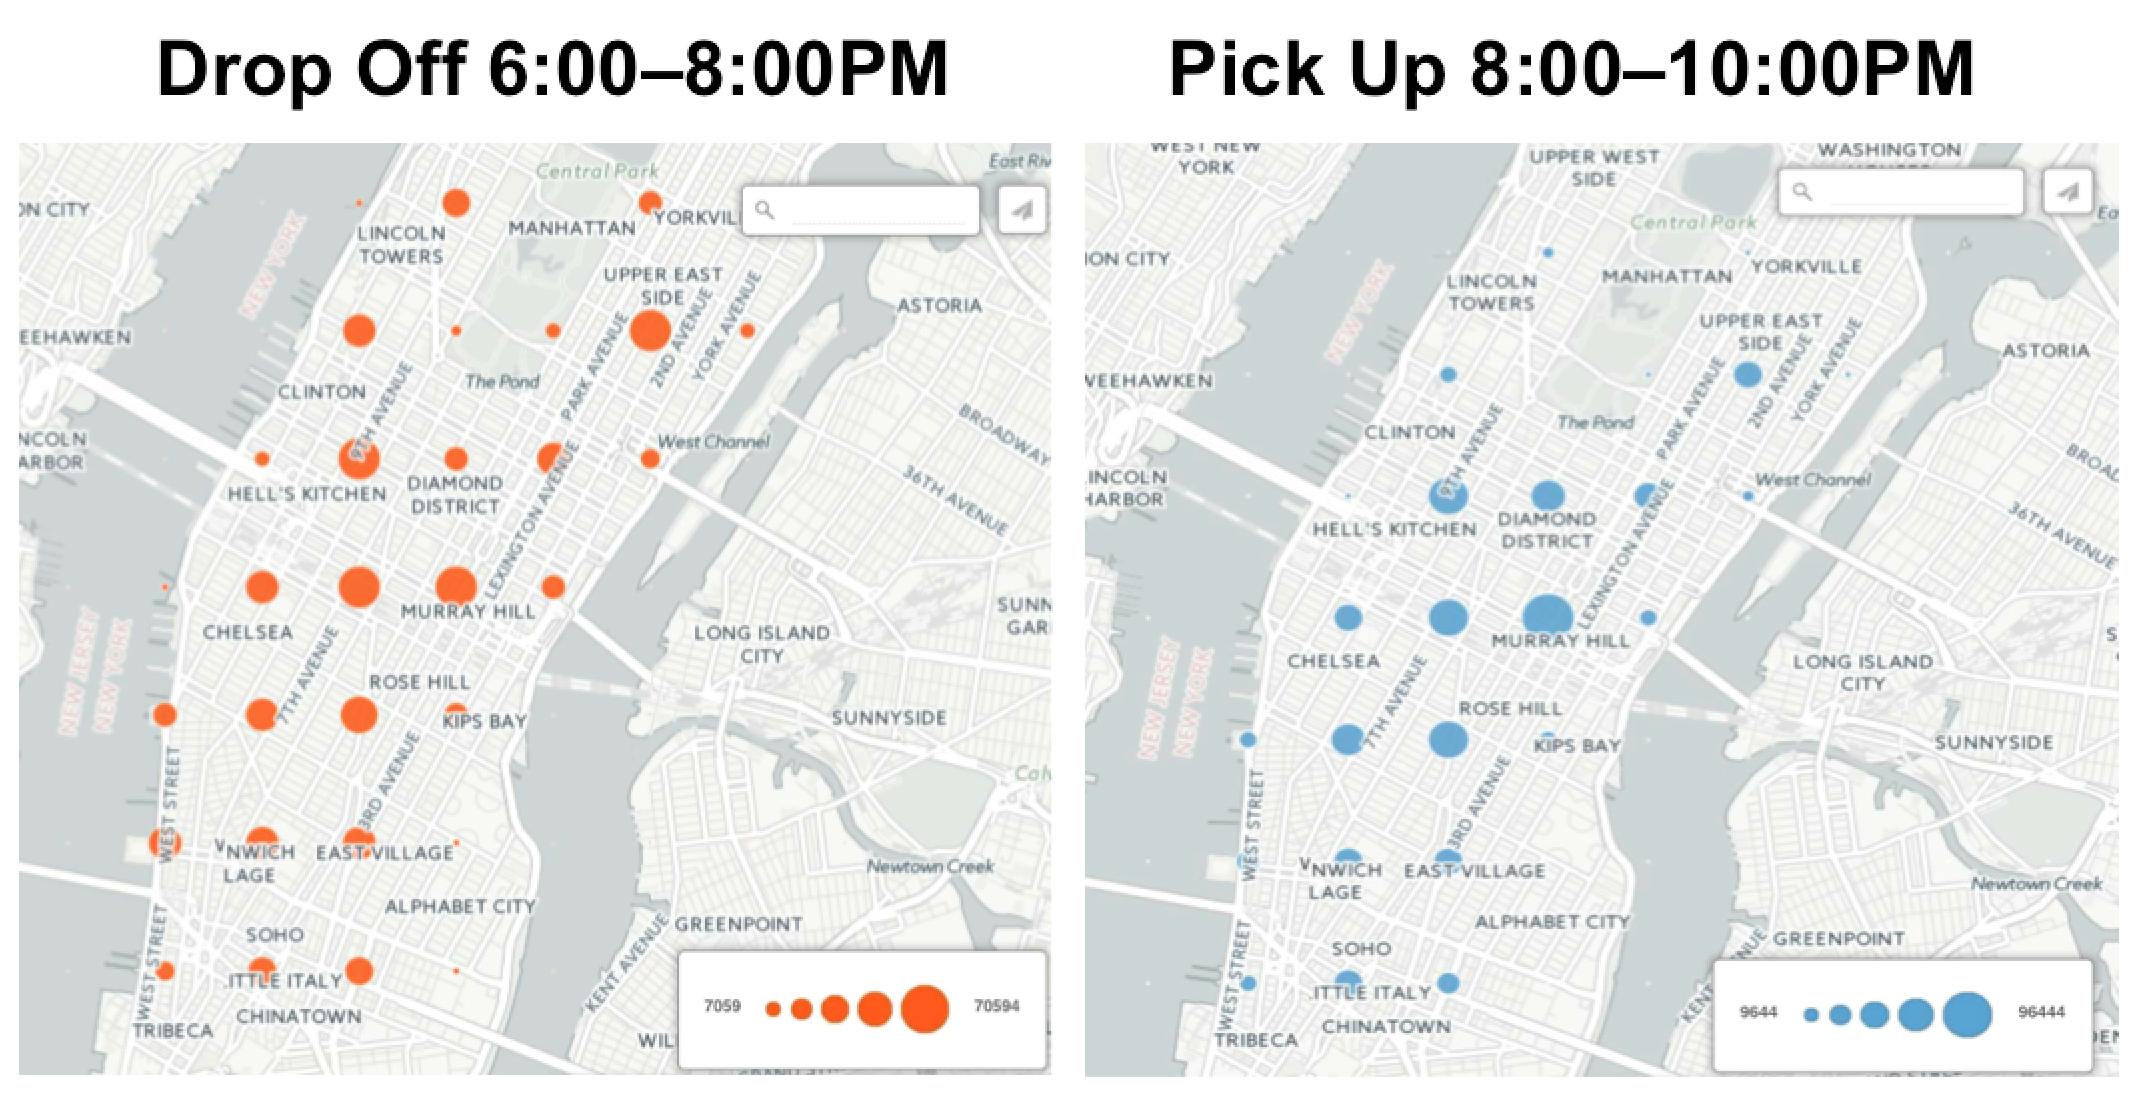 Drop Off 6:00–8:00PM
Central Park
East Riv
ON CITY
NEW YORK
LINCOLN
TOWERS
MANHATTAN
YORKVIL
UPPER EAST
SIDE
ASTORIA
EEHAWKEN
PARK AVENUE
2ND AVENUE
YORK AVENUE
CLINTON
9TH AVENUE
The Pond
NCOLN
ARBOR
West Channel
BROADWAY
HELL'S KITCHEN
DIAMOND
DISTRICT
36TH AVENUE
LEXINGTON AVENUE
MURRAY HILL
CHELSEA
NEW JERSEY
NEW YORK
LONG ISLAND
CITY
SUNN
GAR
7TH AVENUE
ROSE HILL
KIPS BAY
SUNNYSIDE
WEST STREET
3RD AVENUE
Calv
NWICH
LAGE
EAST VILLAGE
Newtown Creek
ALPHABET CITY
WEST STREET
SOHO
ITTLE ITALY
GREENPOINT
KENT AVENUE
TRIBECA
CHINATOWN
WIL
7059
70594
Pick Up 8:00–10:00PM
WEST NEW
YORK
UPPER WEST
SIDE
WASHINGTON
Central Park
Ea
ION CITY
NEW YORK
LINCOLN
TOWERS
MANHATTAN
YORKVILLE
UPPER EAST
SIDE
ASTORIA
WEEHAWKEN
PARK AVENUE
2ND AVENUE
YORK AVENUE
CLINTON
9TH AVENUE
The Pond
INCOLN
HARBOR
West Channel
BROAD
HELL'S KITCHEN
DIAMOND
DISTRICT
36TH AVENUE
LEXINGTON AVENUE
MURRAY HILL
CHELSEA
NEW JERSEY
NEW YORK
LONG ISLAND
CITY
7TH AVENUE
ROSE HILL
KIPS BAY
SUNNYSIDE
WEST STREET
3RD AVENUE
NWICH
LAGE
EAST VILLAGE
Newtown Creek
ALPHABET CITY
WEST STREET
SOHO
ITTLE ITALY
GREENPOINT
TRIBECA
CHINATOWN
9644
96444